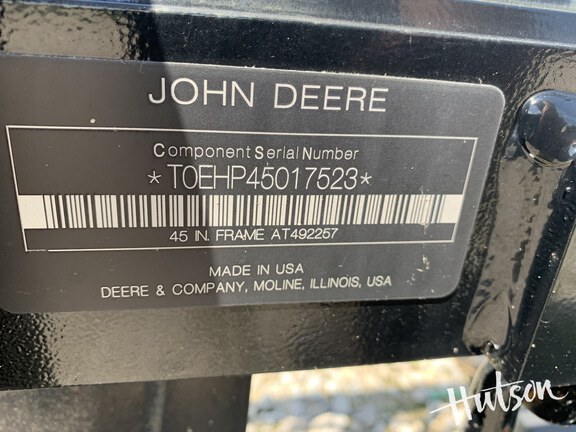 JOHN DEERE
Component Serial Number
*T0EHP45017523*
45 IN. FRAME AT492257
MADE IN USA
DEERE & COMPANY, MOLINE, ILLINOIS, USA
Hutson